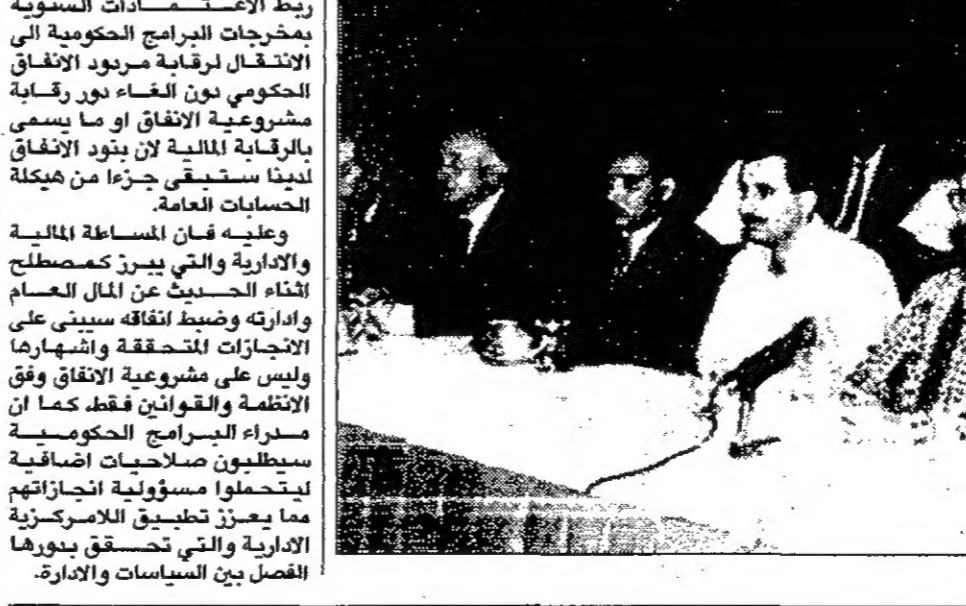 ربط الاعتمادات السنوية
بمخرجات البرامج الحكومية الى
الانتقال لرقابة مردود الانفاق
الحكومي دون الغاء دور رقابة
مشروعية الانفاق او ما يسمى
بالرقابة المالية لان بنود الانفاق
لدينا ستبقى جزءا من هيكلة
الحسابات العامة.
وعليه فان المساءلة المالية
والادارية والتي يبرز كمصطلح
اثناء الحديث عن المال العام
وادارته وضبط انفاقه سيبنى على
الانجازات المتحققة واشهارها
وليس على مشروعية الانفاق وفق
الانظمة والقوانين فقط، كما ان
مدراء البرامج الحكومية
سيطلبون صلاحيات اضافية
ليتحملوا مسؤولية انجازاتهم
مما يعزز تطبيق اللامركزية
الادارية والتي تحقق بدورها
الفصل بين السياسات والادارة.